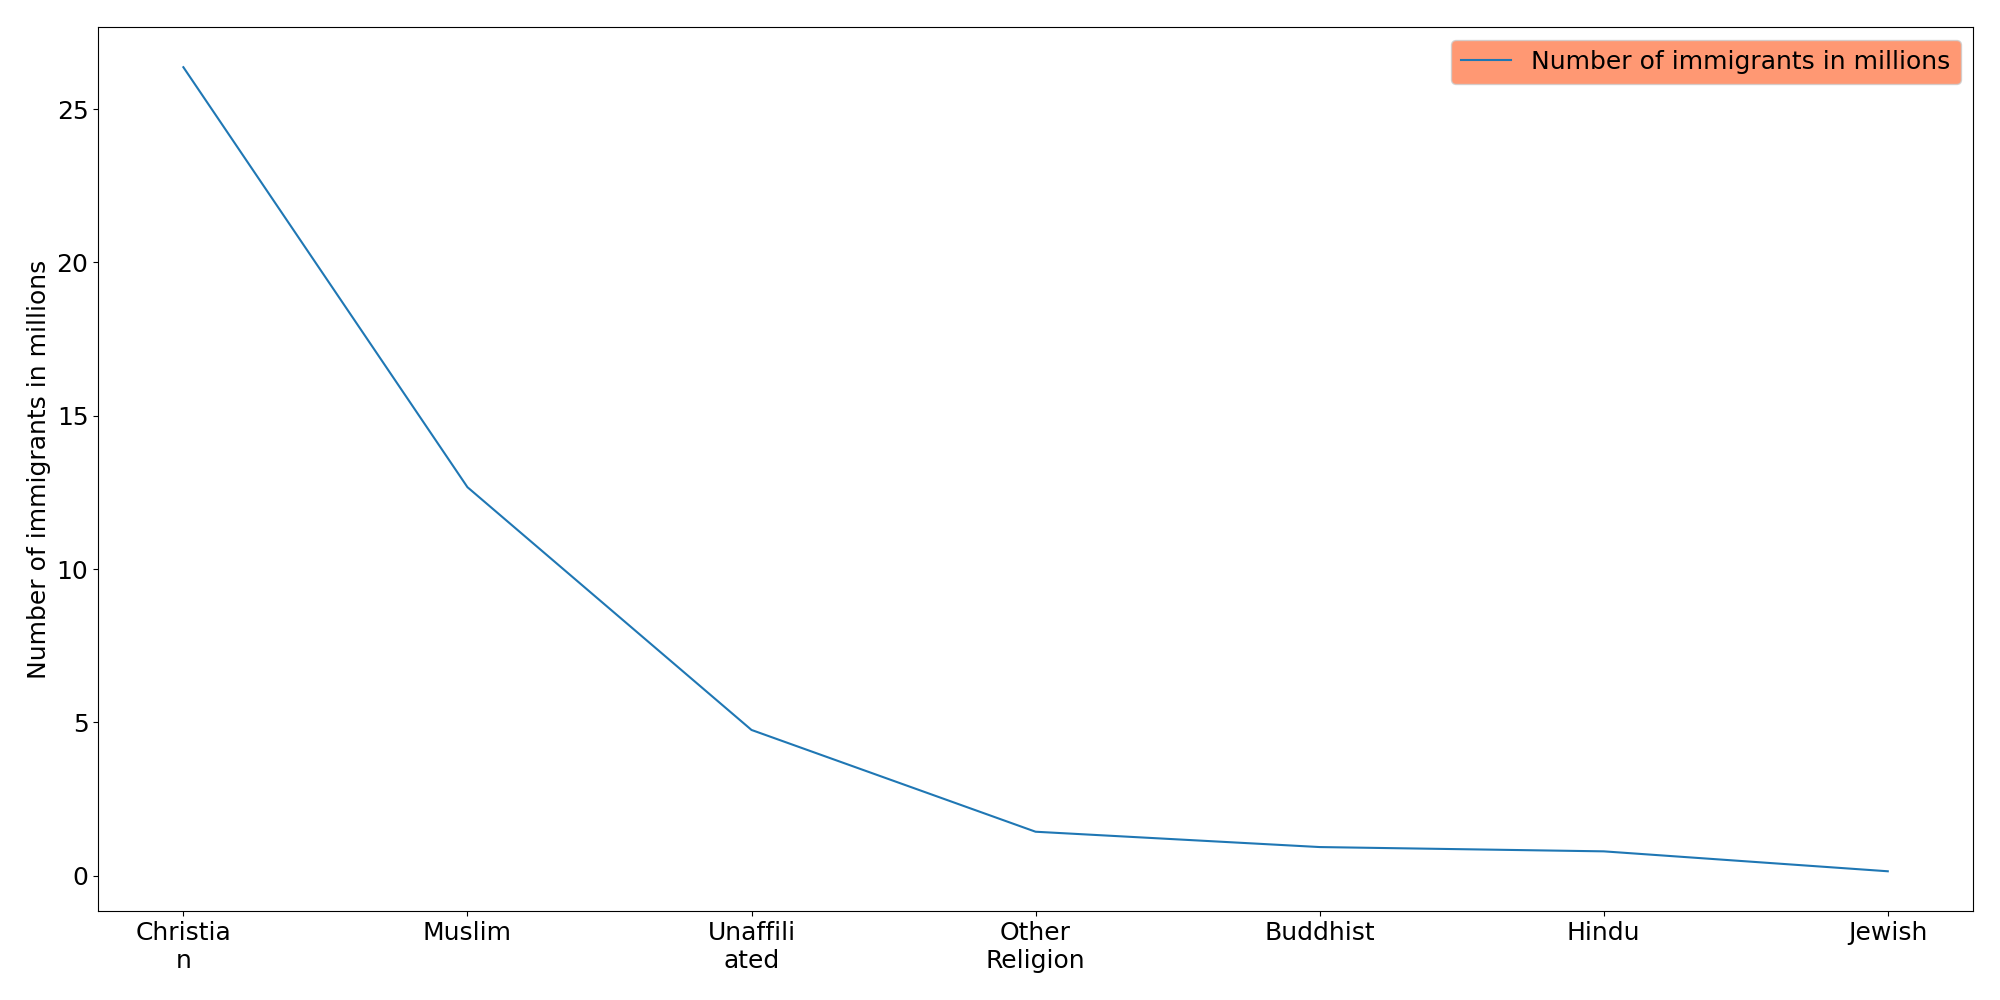 Number of immigrants in millions
Number of immigrants in millions
25
20
15
10
5
0
Christia
n
Muslim
Unaffili
ated
Other
Religion
Buddhist
Hindu
Jewish